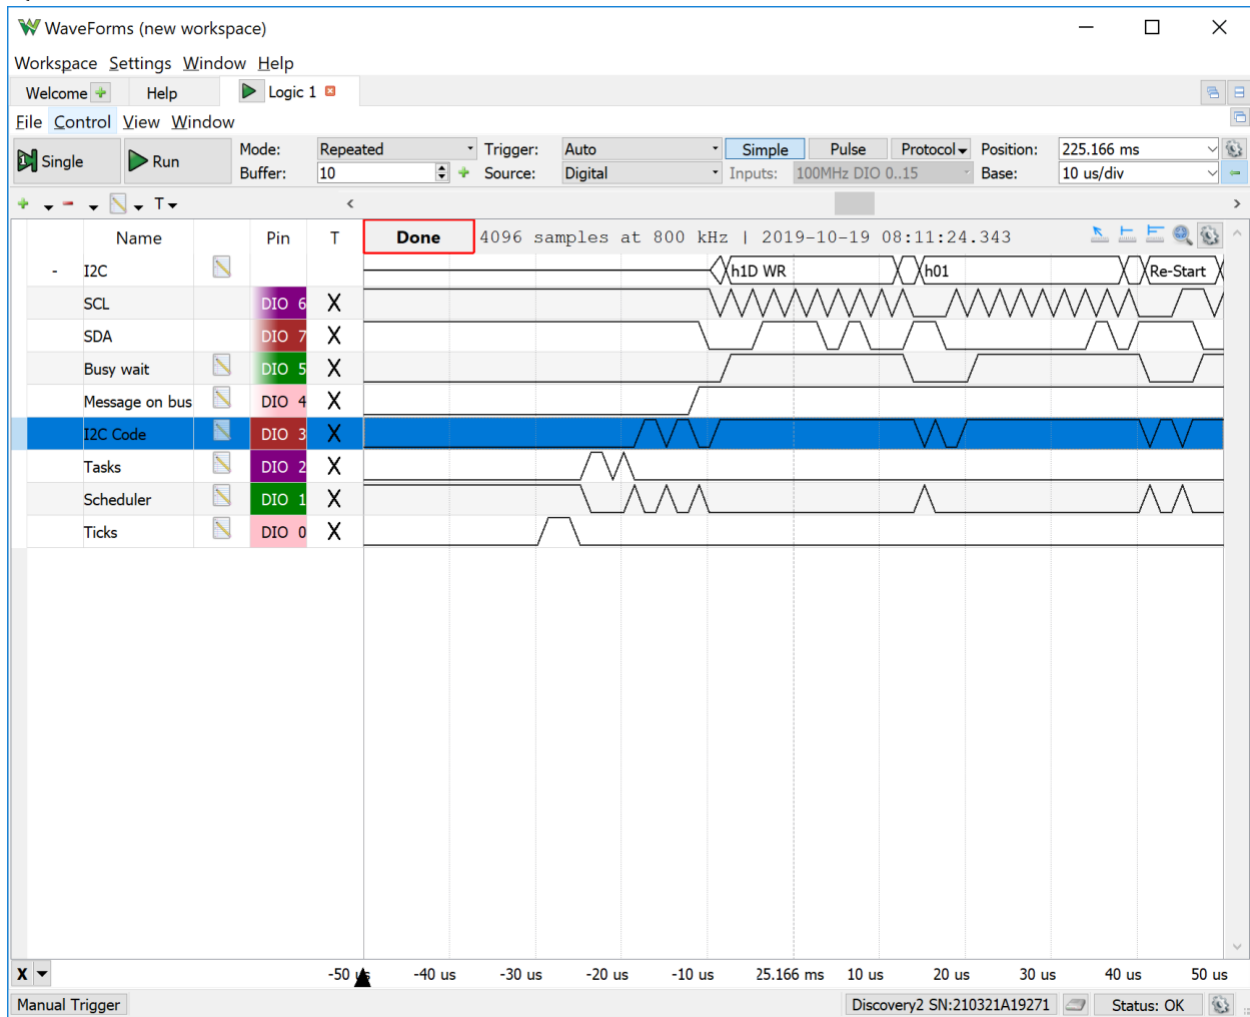 WaveForms (new workspace)
Workspace Settings Window Help
Welcome Help Logic 1
File Control View Window
Single Run Mode: Repeated Trigger: Auto Simple Pulse Protocol Position: 225.166 ms
Buffer: 10 Source: Digital Inputs: 100MHz DIO 0..15 Base: 10 us/div
T
Name Pin T Done 4096 samples at 800 kHz | 2019-10-19 08:11:24.343
- I2C h1D WR h01 Re-Start
SCL DIO 6 X
SDA DIO 7 X
Busy wait DIO 5 X
Message on bus DIO 4 X
I2C Code DIO 3 X
Tasks DIO 2 X
Scheduler DIO 1 X
Ticks DIO 0 X
X -50 us -40 us -30 us -20 us -10 us 25.166 ms 10 us 20 us 30 us 40 us 50 us
Manual Trigger Discovery2 SN:210321A19271 Status: OK